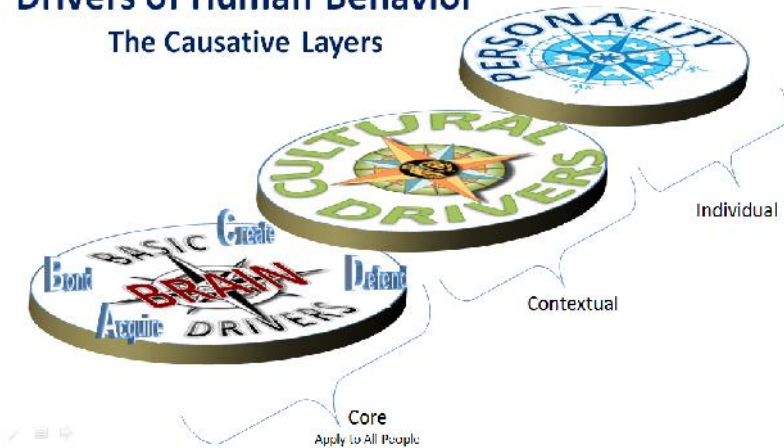 Drivers of Human Behavior
The Causative Layers
PERSONALITY
CULTURAL
DRIVERS
Individual
BASIC
Create
Bond
BRAIN
Defend
Acquire
DRIVERS
Contextual
Core
Apply to All People